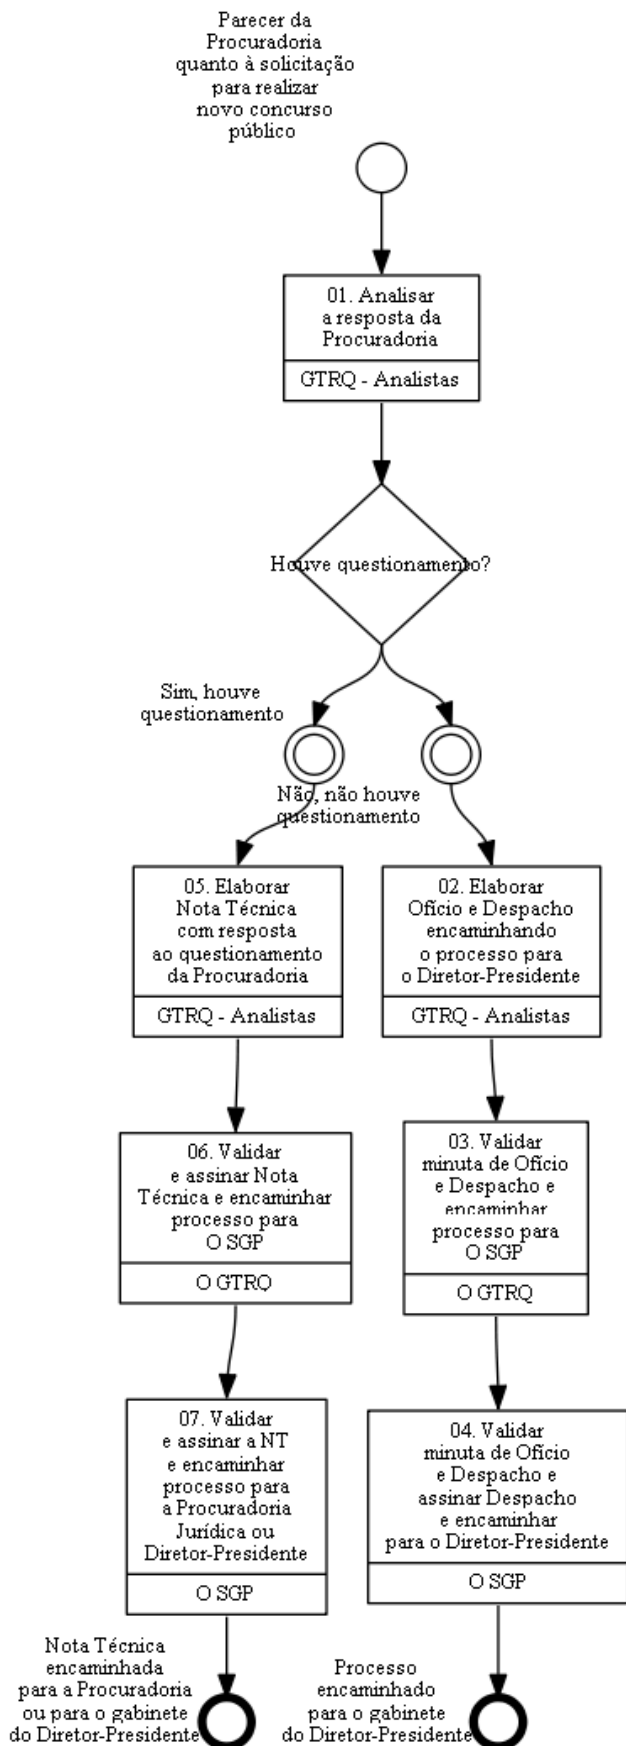 Parecer da
Procuradoria
quanto à solicitação
para realizar
novo concurso
público
01. Analisar
a resposta da
Procuradoria
GTRQ - Analistas
Houve questionamento?
Sim, houve
questionamento
Não, não houve
questionamento
05. Elaborar
Nota Técnica
com resposta
ao questionamento
da Procuradoria
GTRQ - Analistas
02. Elaborar
Ofício e Despacho
encaminhando
o processo para
o Diretor-Presidente
GTRQ - Analistas
06. Validar
e assinar Nota
Técnica e encaminhar
processo para
O SGP
O GTRQ
03. Validar
minuta de Ofício
e Despacho e
encaminhar
processo para
O SGP
O GTRQ
07. Validar
e assinar a NT
e encaminhar
processo para
a Procuradoria
Jurídica ou
Diretor-Presidente
O SGP
04. Validar
minuta de Ofício
e Despacho e
assinar Despacho
e encaminhar
para o Diretor-Presidente
O SGP
Nota Técnica
encaminhada
para a Procuradoria
ou para o gabinete
do Diretor-Presidente
Processo
encaminhado
para o gabinete
do Diretor-Presidente